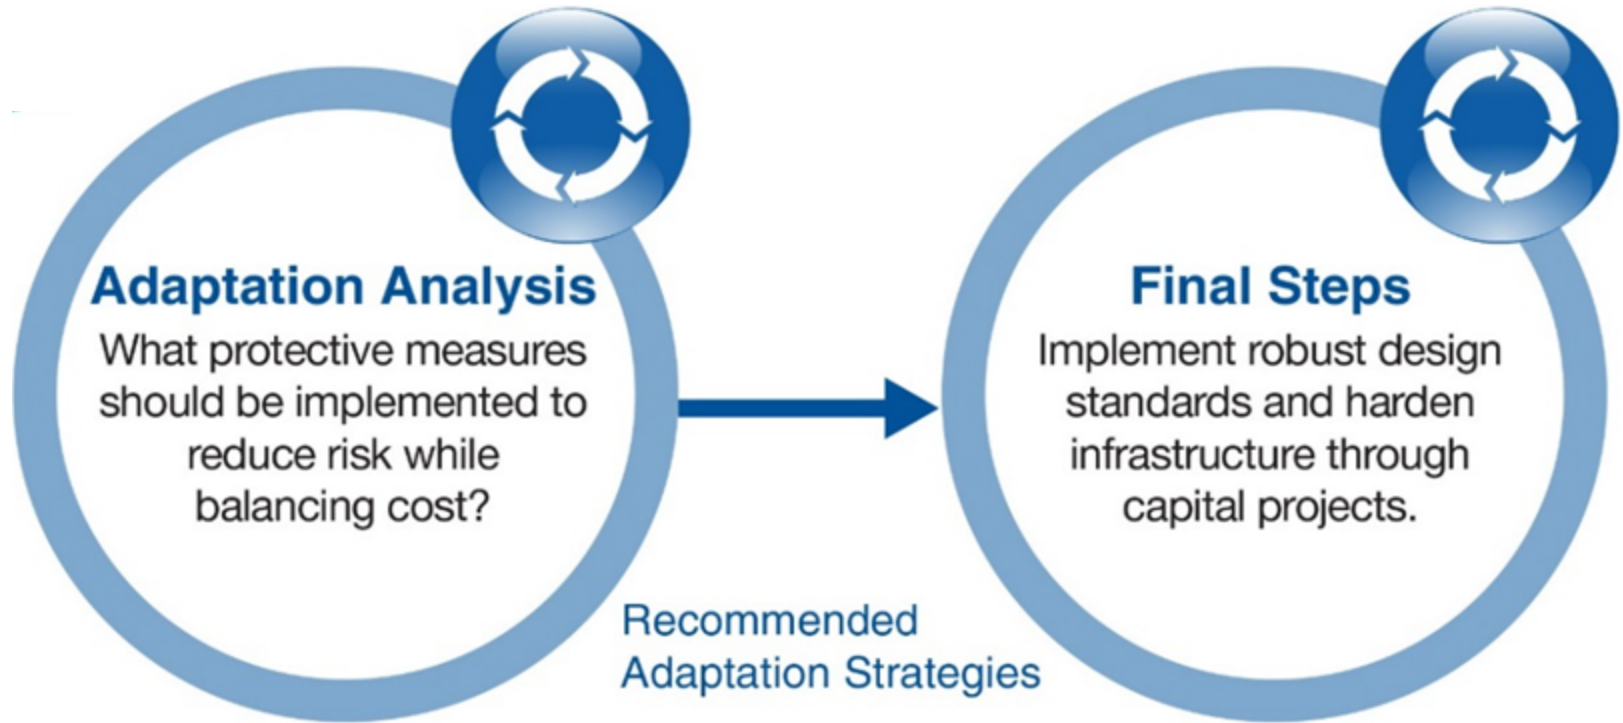 Adaptation Analysis
What protective measures
should be implemented to
reduce risk while
balancing cost?
Recommended
Adaptation Strategies
Final Steps
Implement robust design
standards and harden
infrastructure through
capital projects.